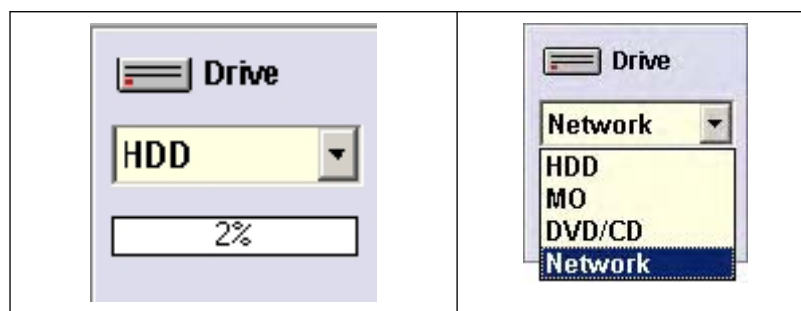 Drive
HDD
2%
Drive
Network
HDD
MO
DVD/CD
Network